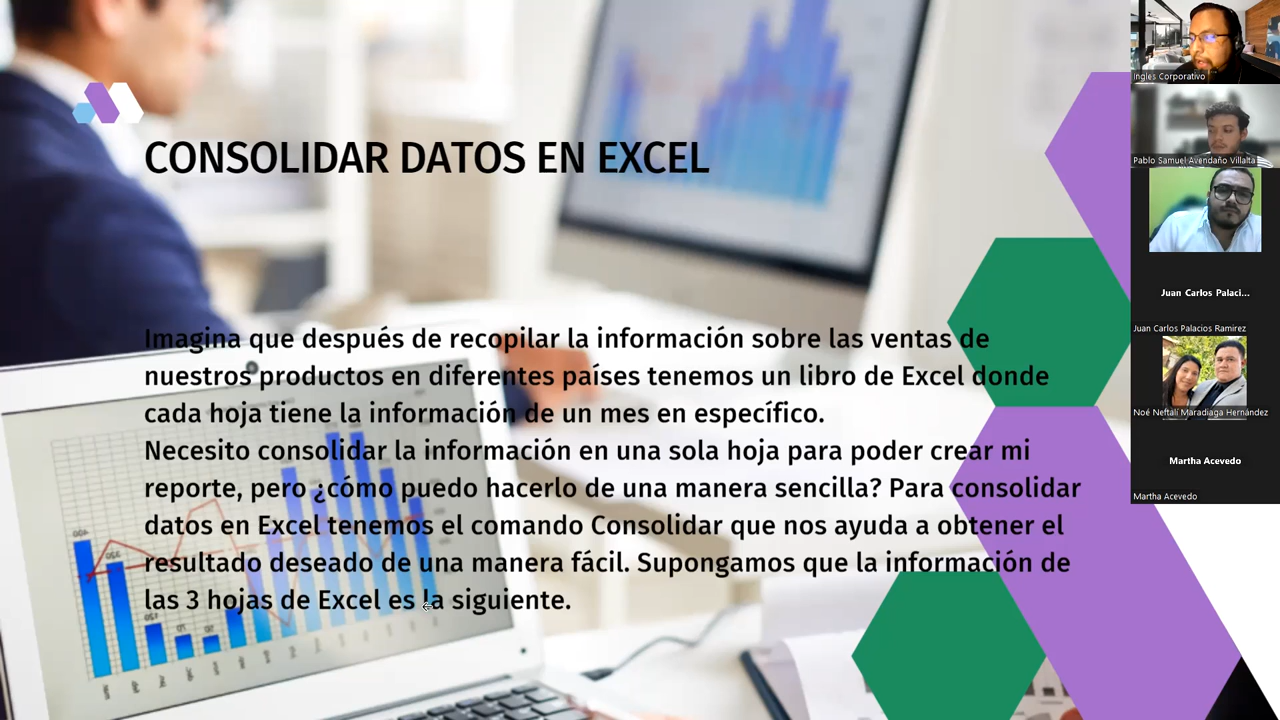 CONSOLIDAR DATOS EN EXCEL
Imagina que después de recopilar la información sobre las ventas de
nuestros productos en diferentes países tenemos un libro de Excel donde
cada hoja tiene la información de un mes en específico.
Necesito consolidar la información en una sola hoja para poder crear mi
reporte, pero ¿cómo puedo hacerlo de una manera sencilla? Para consolidar
datos en Excel tenemos el comando Consolidar que nos ayuda a obtener el
resultado deseado de una manera fácil. Supongamos que la información de
las 3 hojas de Excel es la siguiente.
Ingles Corporativo
Pablo Samuel Avendaño Villalta
Juan Carlos Palaci...
Juan Carlos Palacios Ramirez
Noé Neftalí Maradiaga Hernández
Martha Acevedo
Martha Acevedo